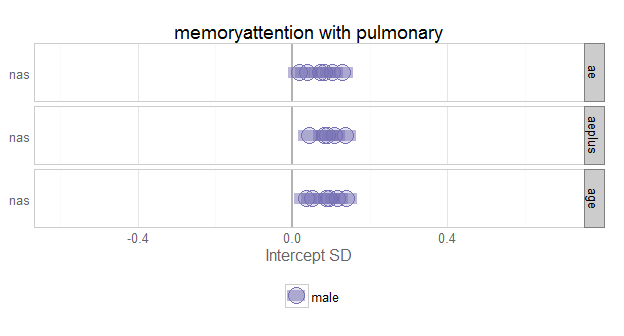 memoryattention with pulmonary
nas
ae
nas
aeplus
nas
age
-0.4 0.0 0.4
Intercept SD
male